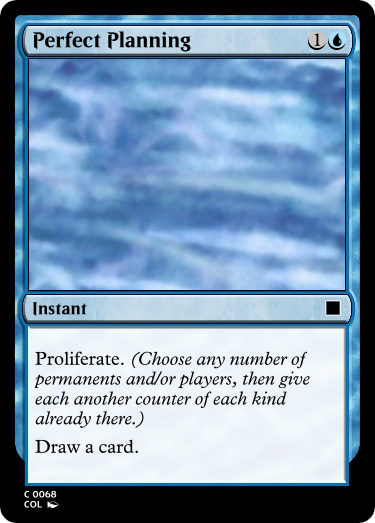 Perfect Planning 1
Instant
Proliferate. (Choose any number of
permanents and/or players, then give
each another counter of each kind
already there.)
Draw a card.
C 0068
COL